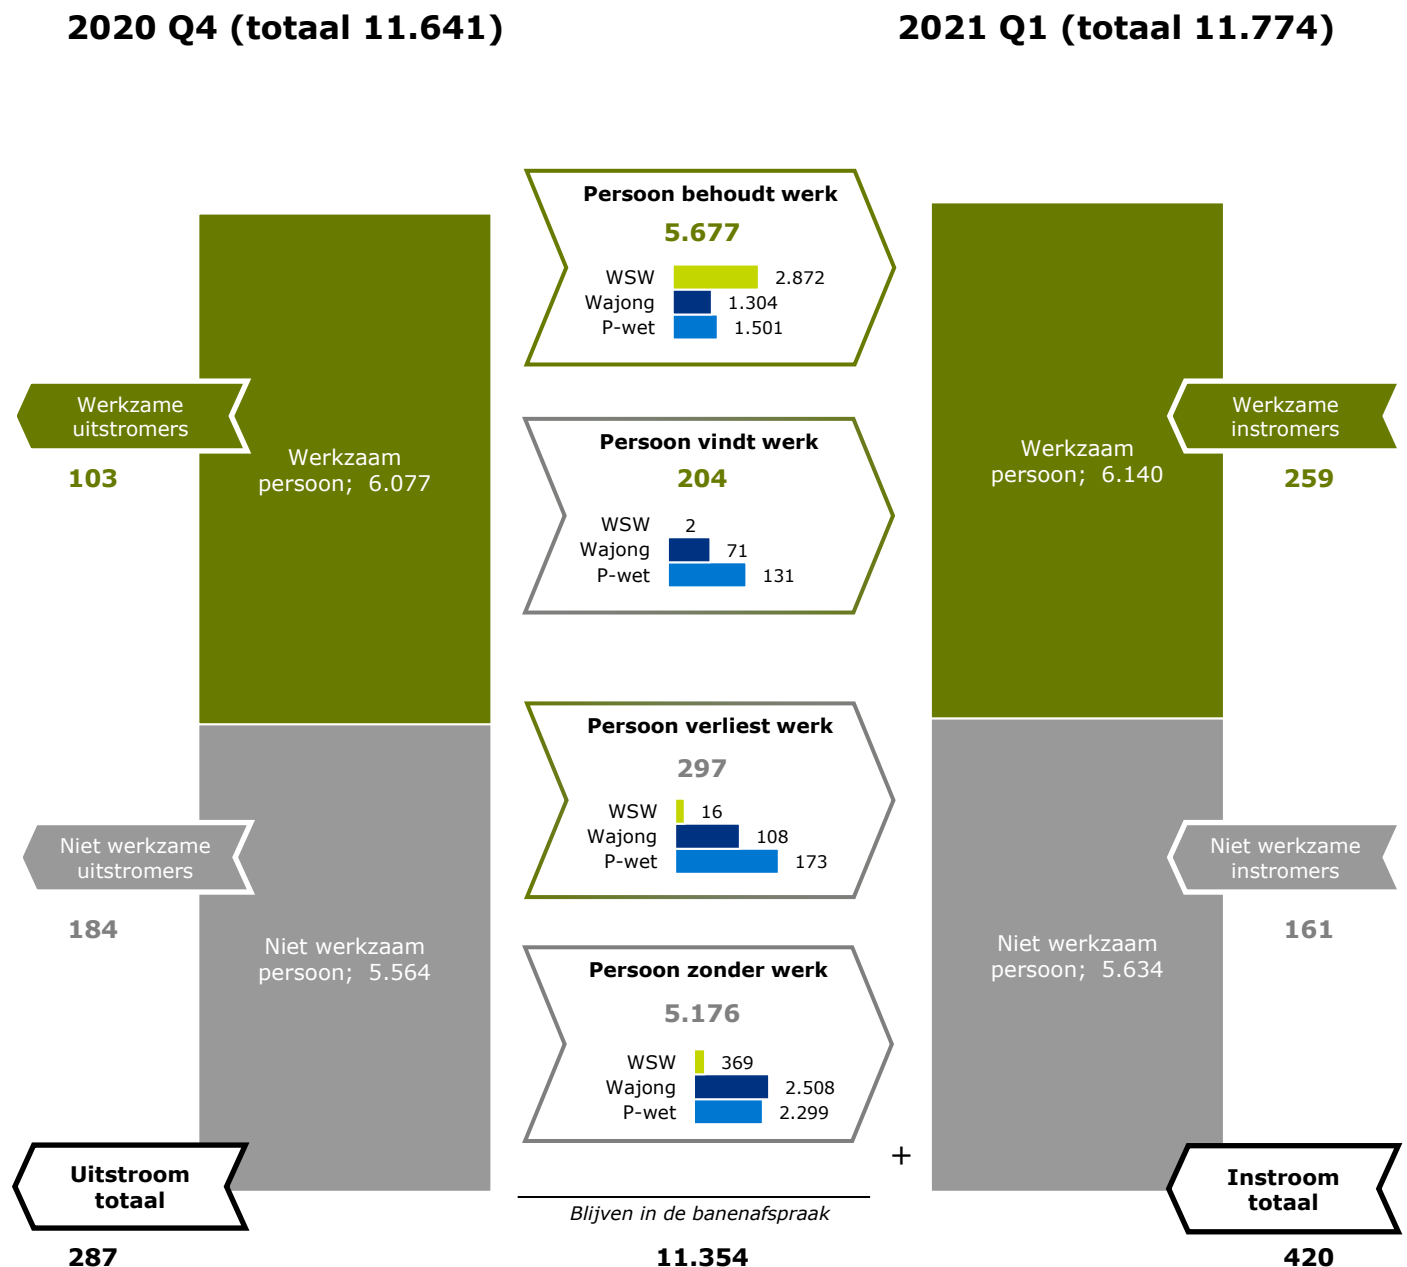 2020 Q4 (totaal 11.641)
2021 Q1 (totaal 11.774)
Werkzame
uitstromers
103
Werkzaam
persoon; 6.077
Niet werkzame
uitstromers
184
Niet werkzaam
persoon; 5.564
Uitstroom
totaal
287
Persoon behoudt werk
5.677
WSW 2.872
Wajong 1.304
P-wet 1.501
Persoon vindt werk
204
WSW 2
Wajong 71
P-wet 131
Persoon verliest werk
297
WSW 16
Wajong 108
P-wet 173
Persoon zonder werk
5.176
WSW 369
Wajong 2.508
P-wet 2.299
+
Blijven in de banenafspraak
11.354
Werkzaam
persoon; 6.140
Werkzame
instromers
259
Niet werkzaam
persoon; 5.634
Niet werkzame
instromers
161
Instroom
totaal
420